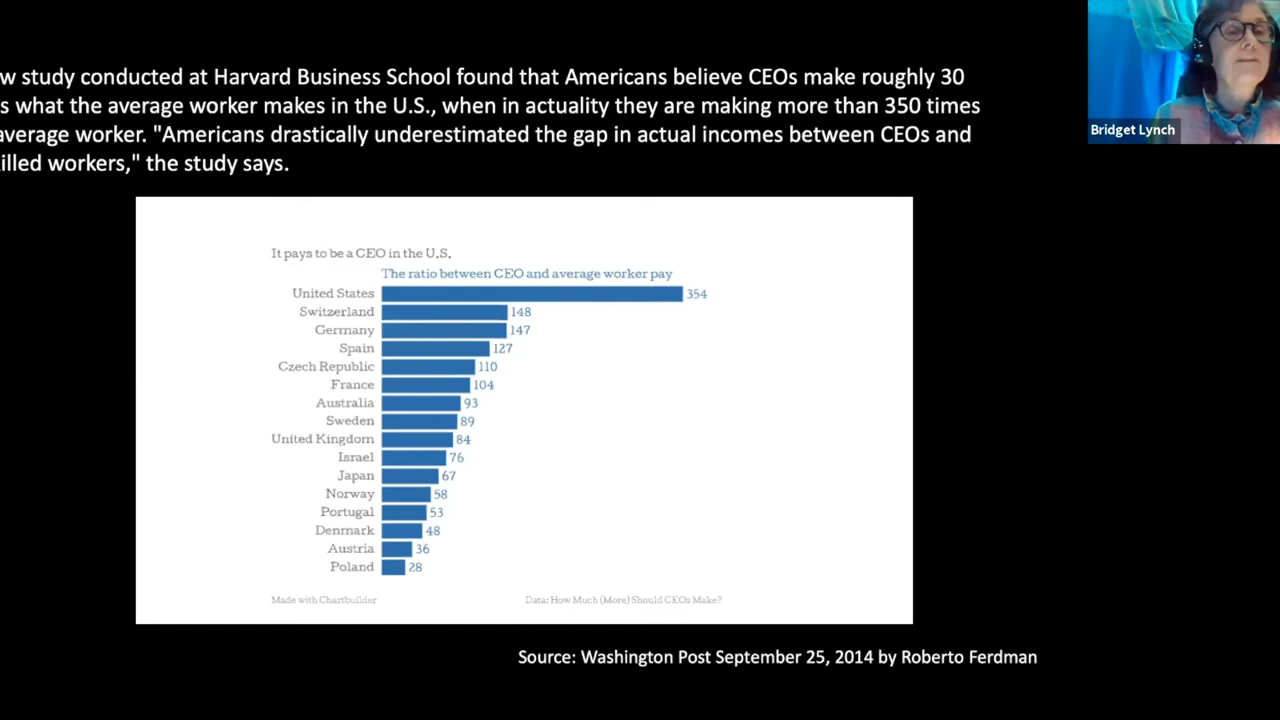 w study conducted at Harvard Business School found that Americans believe CEOs make roughly 30
s what the average worker makes in the U.S., when in actuality they are making more than 350 times
average worker. "Americans drastically underestimated the gap in actual incomes between CEOs and
illed workers," the study says.
Bridget Lynch
It pays to be a CEO in the U.S.
The ratio between CEO and average worker pay
United States 354
Switzerland 148
Germany 147
Spain 127
Czech Republic 110
France 104
Australia 93
Sweden 89
United Kingdom 84
Israel 76
Japan 67
Norway 58
Portugal 53
Denmark 48
Austria 36
Poland 28
Made with Chartbuilder Data: How Much (More) Should CEOs Make?
Source: Washington Post September 25, 2014 by Roberto Ferdman